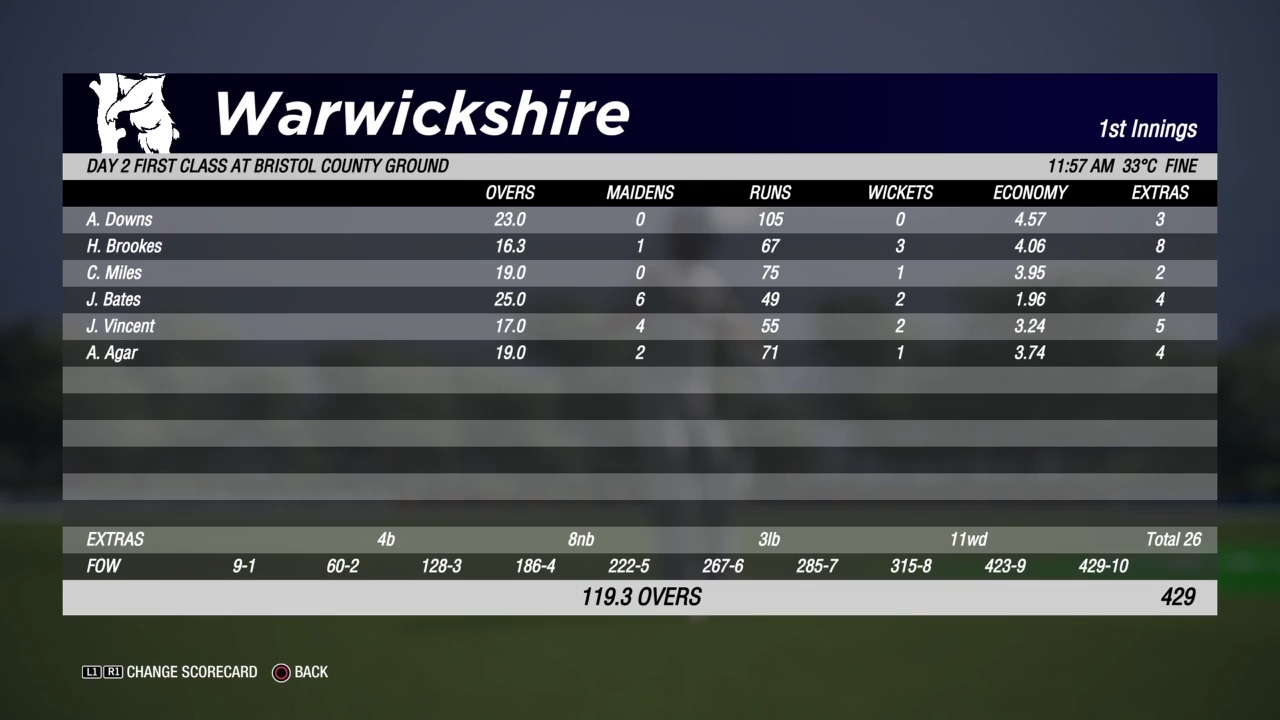 Warwickshire
1st Innings
DAY 2 FIRST CLASS AT BRISTOL COUNTY GROUND 11:57 AM 33°C FINE
OVERS MAIDENS RUNS WICKETS ECONOMY EXTRAS
A. Downs 23.0 0 105 0 4.57 3
H. Brookes 16.3 1 67 3 4.06 8
C. Miles 19.0 0 75 1 3.95 2
J. Bates 25.0 6 49 2 1.96 4
J. Vincent 17.0 4 55 2 3.24 5
A. Agar 19.0 2 71 1 3.74 4
EXTRAS 4b 8nb 3lb 11wd Total 26
FOW 9-1 60-2 128-3 186-4 222-5 267-6 285-7 315-8 423-9 429-10
119.3 OVERS 429
L1 R1 CHANGE SCORECARD BACK